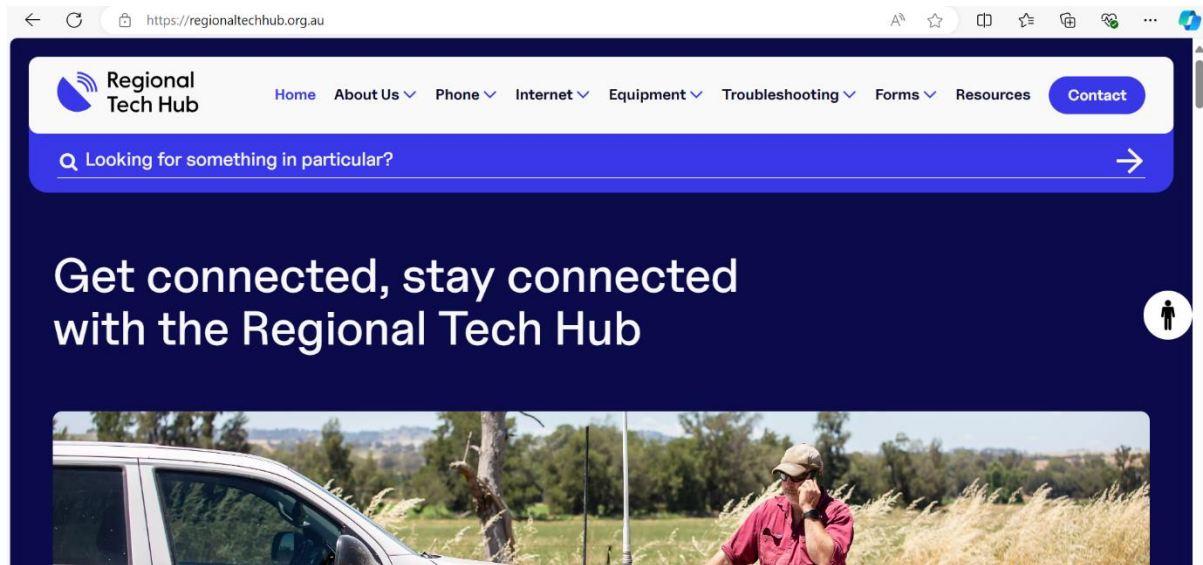 https://regionaltechhub.org.au
Regional
Tech Hub
Home About Us Phone Internet Equipment Troubleshooting Forms Resources Contact
Looking for something in particular?
Get connected, stay connected
with the Regional Tech Hub